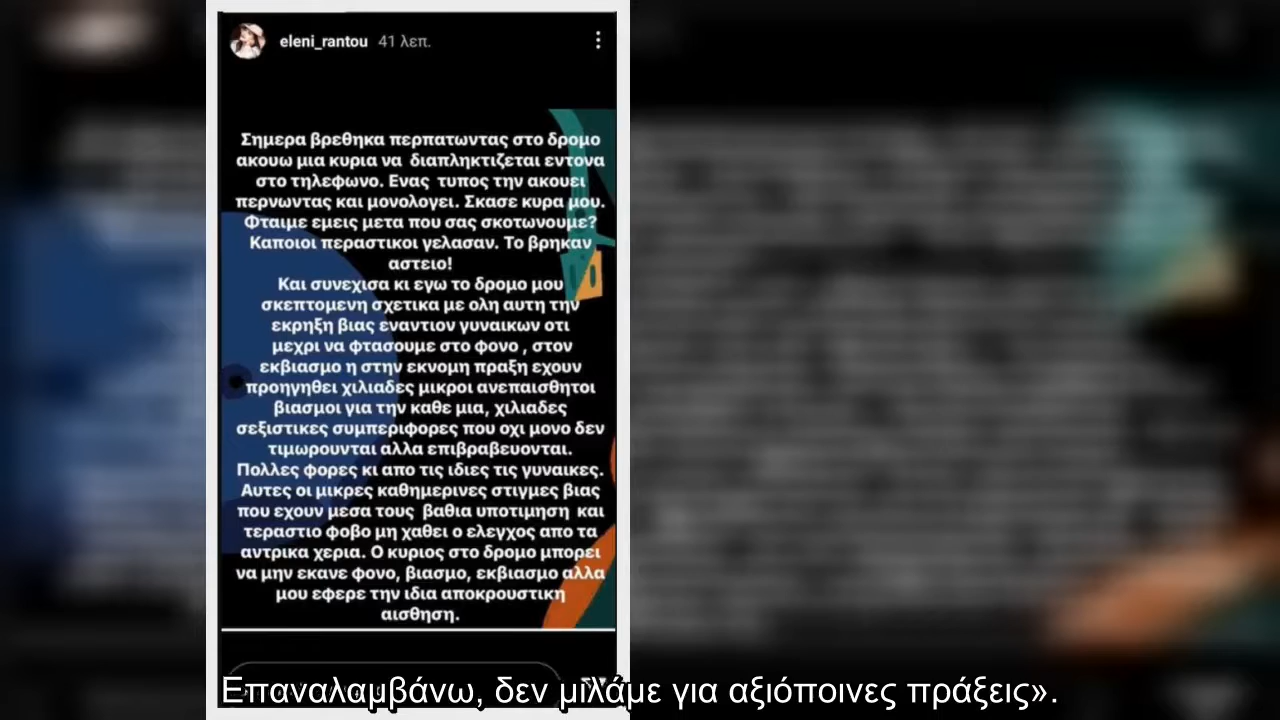 eleni_rantou 41 λεπ.
Σημερα βρεθηκα περπατωντας στο δρομο
ακουω μια κυρια να διαπληκτιζεται εντονα
στο τηλεφωνο. Ενας τυπος την ακουει
περνωντας και μονολογει. Σκασε κυρα μου.
Φταιμε εμεις μετα που σας σκοτωνουμε?
Καποιοι περαστικοι γελασαν. Το βρηκαν
αστειο!
Και συνεχισα κι εγω το δρομο μου
σκεπτομενη σχετικα με ολη αυτη την
εκρηξη βιας εναντιον γυναικων οτι
μεχρι να φτασουμε στο φονο , στον
εκβιασμο η στην εκνομη πραξη εχουν
προηγηθει χιλιαδες μικροι ανεπαισθητοι
βιασμοι για την καθε μια, χιλιαδες
σεξιστικες συμπεριφορες που οχι μονο δεν
τιμωρουνται αλλα επιβραβευονται.
Πολλες φορες κι απο τις ιδιες τις γυναικες.
Αυτες οι μικρες καθημερινες στιγμες βιας
που εχουν μεσα τους βαθια υποτιμηση και
τεραστιο φοβο μη χαθει ο ελεγχος απο τα
αντρικα χερια. Ο κυριος στο δρομο μπορει
να μην εκανε φονο, βιασμο, εκβιασμο αλλα
μου εφερε την ιδια αποκρουστικη
αισθηση.
Επαναλαμβάνω, δεν μιλάμε για αξιόποινες πράξεις».